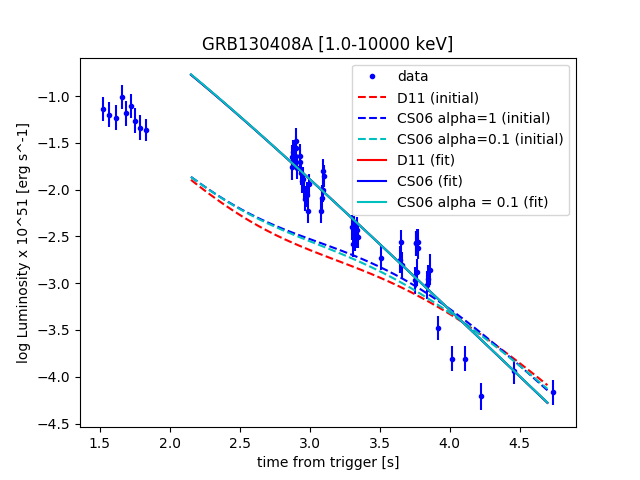 GRB130408A [1.0-10000 keV]
data
D11 (initial)
CS06 alpha=1 (initial)
CS06 alpha=0.1 (initial)
D11 (fit)
CS06 (fit)
CS06 alpha = 0.1 (fit)
log Luminosity x 10^51 [erg s^-1]
−1.0
−1.5
−2.0
−2.5
−3.0
−3.5
−4.0
−4.5
1.5 2.0 2.5 3.0 3.5 4.0 4.5
time from trigger [s]